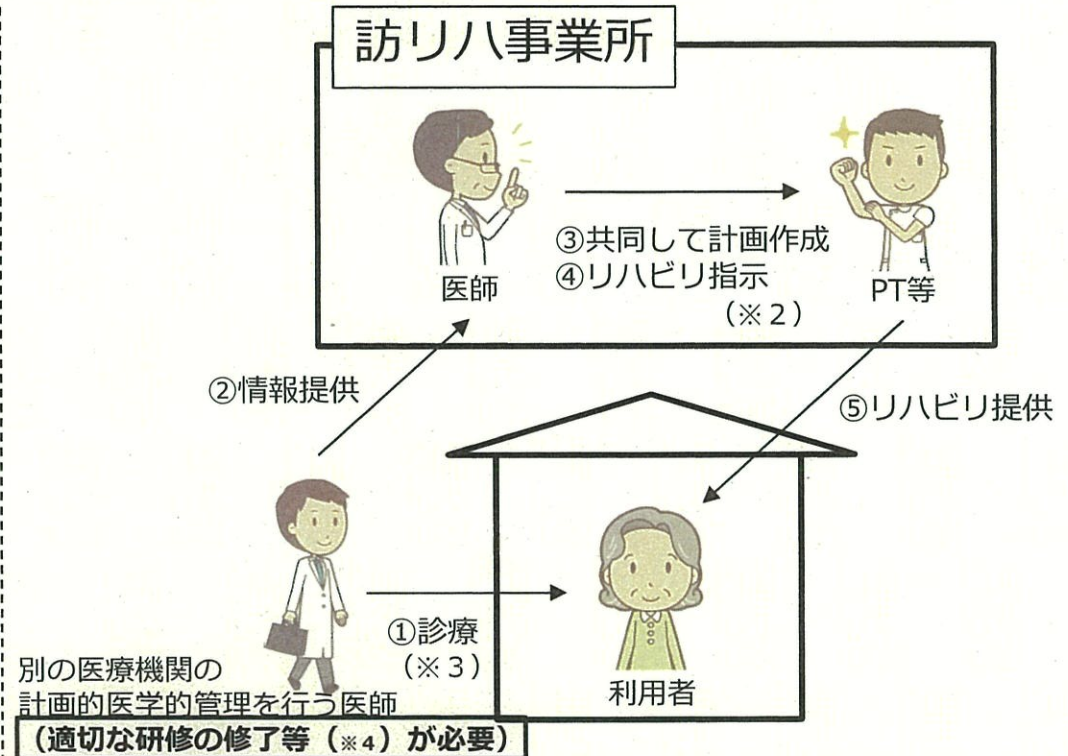 訪リハ事業所
③共同して計画作成
④リハビリ指示
（※２）
医師
PT等
②情報提供
⑤リハビリ提供
①診療
（※３）
別の医療機関の
計画的医学的管理を行う医師
（適切な研修の修了等（※4）が必要）
利用者